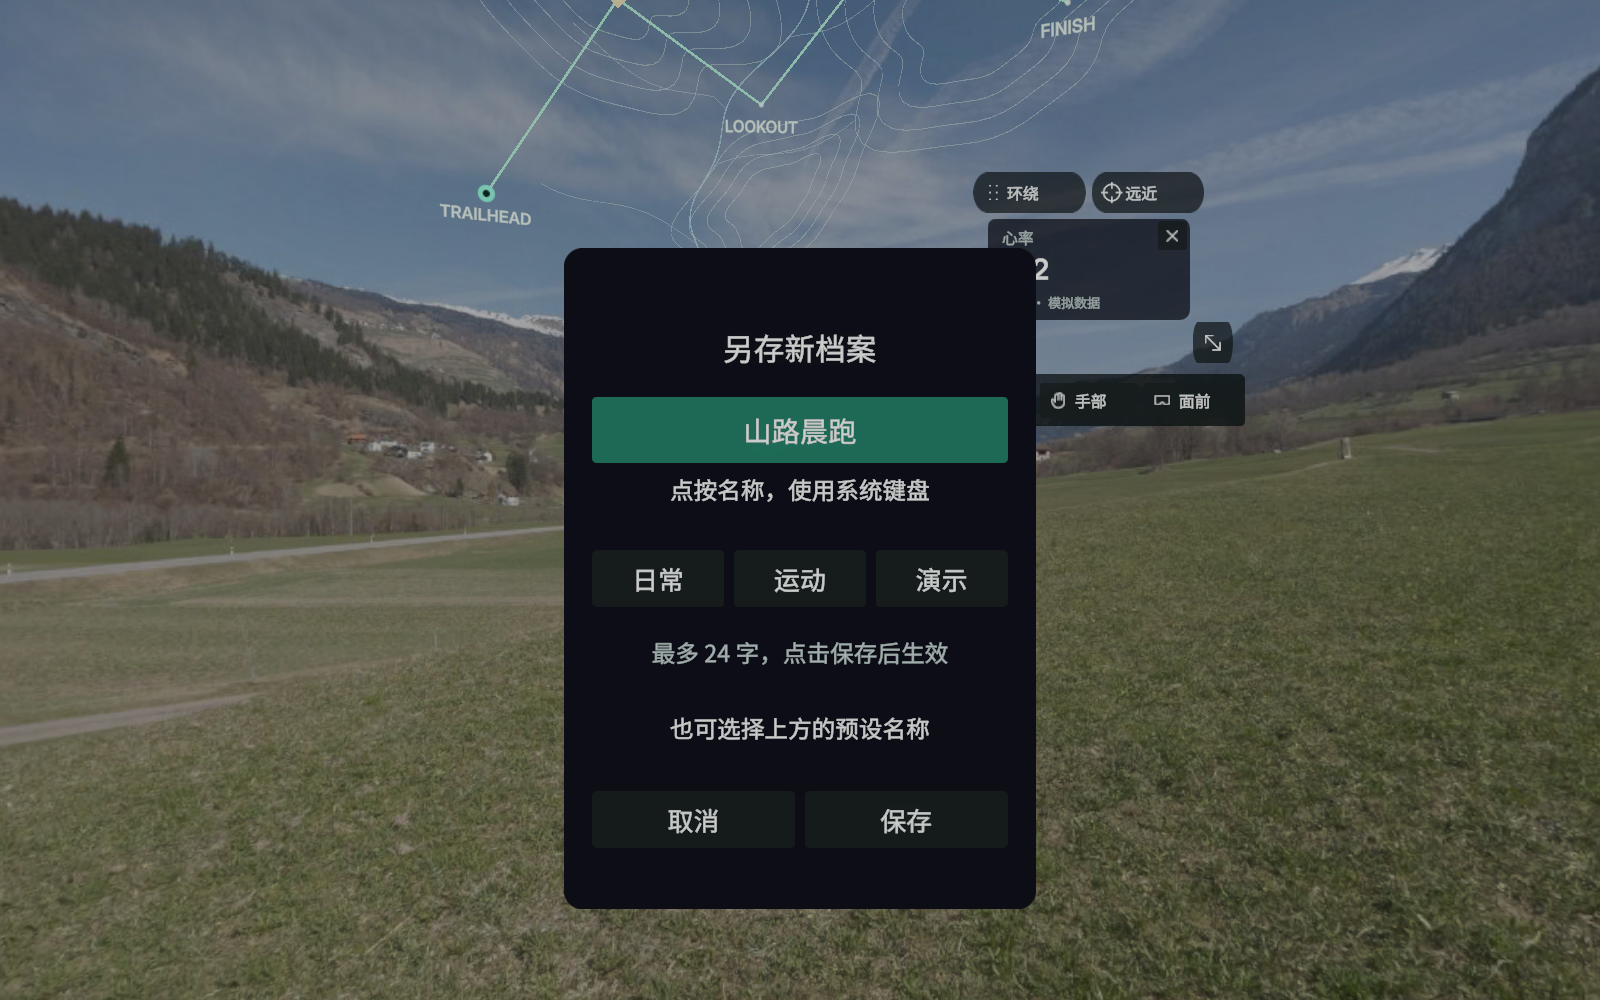 FINISH
LOOKOUT
TRAILHEAD
环绕
远近
心率
2
· 模拟数据
手部
面前
另存新档案
山路晨跑
点按名称，使用系统键盘
日常
运动
演示
最多 24 字，点击保存后生效
也可选择上方的预设名称
取消
保存